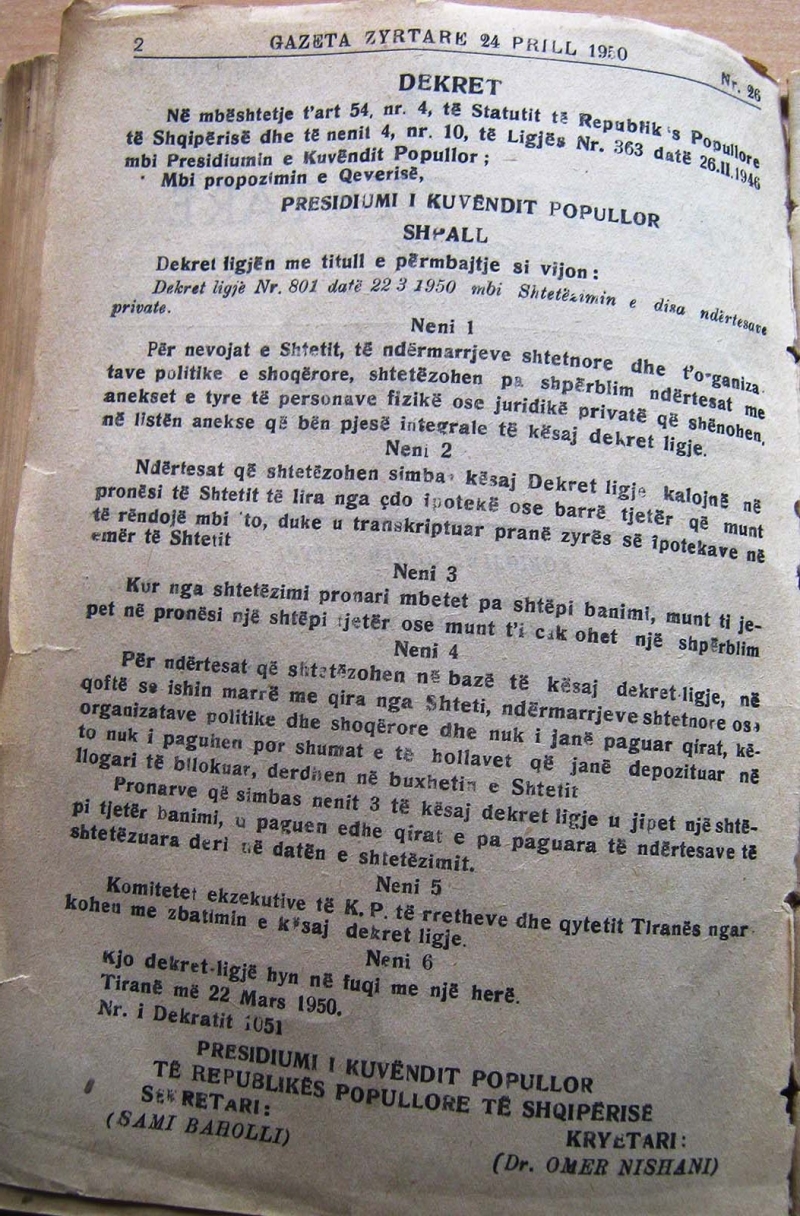 2 GAZETA ZYRTARE 24 PRILL 1950 Nr. 26
DEKRET
Në mbështetje t'art 54, nr. 4, të Statutit të Republik's Popullore
të Shqipërisë dhe të nenit 4, nr. 10, të Ligjës Nr. 363 datë 26.II.1946
mbi Presidiumin e Kuvëndit Popullor ;
Mbi propozimin e Qeverisë,
PRESIDIUMI I KUVËNDIT POPULLOR
SHPALL
Dekret ligjën me titull e përmbajtje si vijon :
Dekret ligjë Nr. 801 datë 22 3 1950 mbi Shtetëzimin e disa ndërtesave
private.
Neni 1
Për nevojat e Shtetit, të ndërmarrjeve shtetnore dhe t'organiza
tave politike e shoqërore, shtetëzohen pa shpërblim ndërtesat me
anekset e tyre të personave fizikë ose juridikë privatë që shënohen,
në listën anekse që bën pjesë integrale të kësaj dekret ligje.
Neni 2
Ndërtesat që shtetëzohen simbas kësaj Dekret ligje kalojnë në
pronësi të Shtetit të lira nga çdo ipotekë ose barrë tjetër që munt
të rëndojë mbi 'to, duke u transkriptuar pranë zyrës së ipotekave në
emër të Shtetit
Neni 3
Kur nga shtetëzimi pronari mbetet pa shtëpi banimi, munt ti je-
pet në pronësi një shtëpi tjetër ose munt t'i caktohet një shpërblim
Neni 4
Për ndërtesat që shtetëzohen në bazë të kësaj dekret-ligje, në
qoftë se ishin marrë me qira nga Shteti, ndërmarrjeve shtetnore ose
organizatave politike dhe shoqërore dhe nuk i janë paguar qirat, kë-
to nuk i paguhen por shumat e të hollavet që janë depozituar në
llogari të bllokuar, derdhen në buxhetin e Shtetit
Pronarve që simbas nenit 3 të kësaj dekret ligje u jipet një shtë-
pi tjetër banimi, u paguen edhe qirat e pa paguara të ndërtesave të
shtetëzuara deri në datën e shtetëzimit.
Neni 5
Komitetet ekzekutive të K. P. të rretheve dhe qytetit Tiranës ngar-
kohen me zbatimin e kësaj dekret ligje.
Neni 6
Kjo dekret-ligjë hyn në fuqi me një herë.
Tiranë më 22 Mars 1950.
Nr. i Dekratit 1051
PRESIDIUMI I KUVËNDIT POPULLOR
TË REPUBLIKËS POPULLORE TË SHQIPËRISË
SEKRETARI: KRYETARI:
(SAMI BAHOLLI) (Dr. OMER NISHANI)